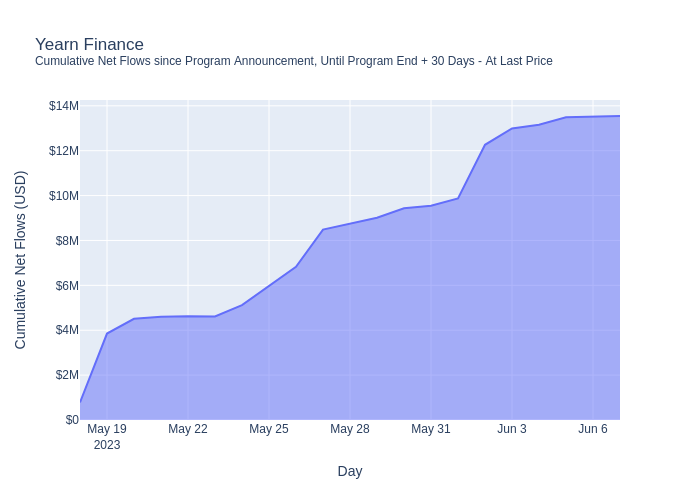 Yearn Finance
Cumulative Net Flows since Program Announcement, Until Program End + 30 Days - At Last Price
$14M
$12M
$10M
$8M
$6M
$4M
$2M
$0
Cumulative Net Flows (USD)
May 19 May 22 May 25 May 28 May 31 Jun 3 Jun 6
2023
Day